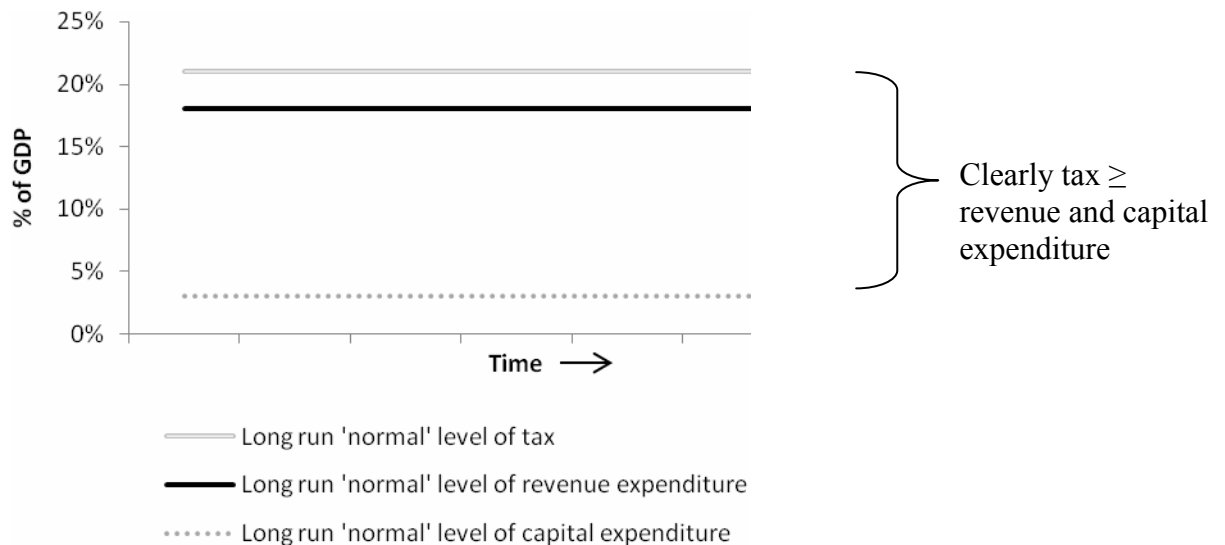 25%
20%
15%
10%
5%
0%
% of GDP
Time
Clearly tax ≥
revenue and capital
expenditure
Long run 'normal' level of tax
Long run 'normal' level of revenue expenditure
Long run 'normal' level of capital expenditure